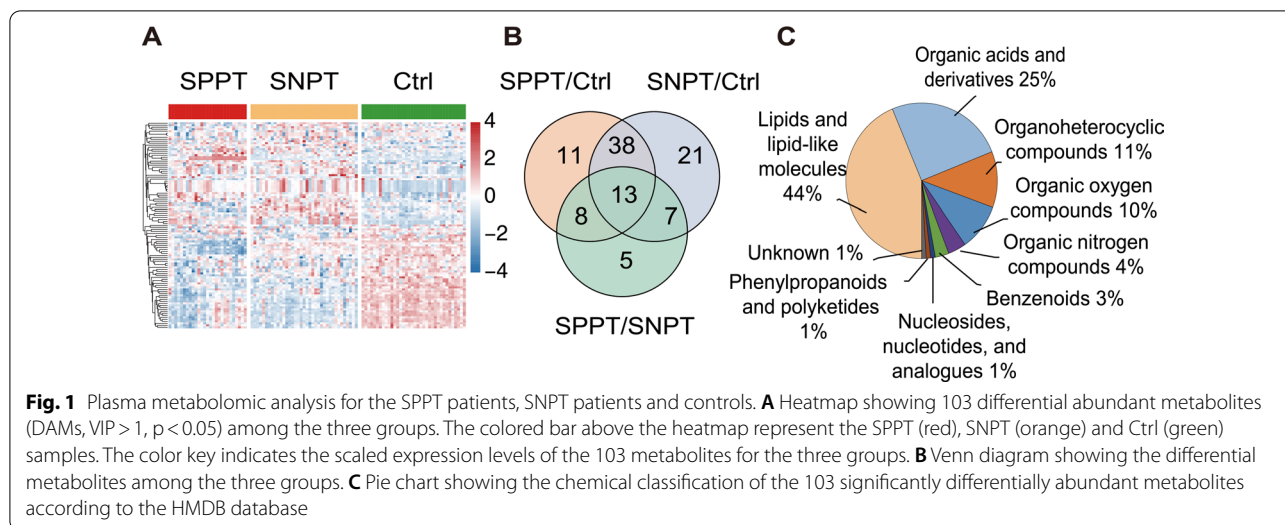 A
SPPT SNPT Ctrl
4
2
0
−2
−4
B
SPPT/Ctrl SNPT/Ctrl
11 38 21
13
8 7
5
SPPT/SNPT
C
Organic acids and
derivatives 25%
Lipids and
lipid-like
molecules
44%
Organoheterocyclic
compounds 11%
Organic oxygen
compounds 10%
Organic nitrogen
compounds 4%
Benzenoids 3%
Nucleosides,
nucleotides, and
analogues 1%
Phenylpropanoids
and polyketides
1%
Unknown 1%
Fig. 1 Plasma metabolomic analysis for the SPPT patients, SNPT patients and controls. A Heatmap showing 103 differential abundant metabolites
(DAMs, VIP > 1, p < 0.05) among the three groups. The colored bar above the heatmap represent the SPPT (red), SNPT (orange) and Ctrl (green)
samples. The color key indicates the scaled expression levels of the 103 metabolites for the three groups. B Venn diagram showing the differential
metabolites among the three groups. C Pie chart showing the chemical classification of the 103 significantly differentially abundant metabolites
according to the HMDB database